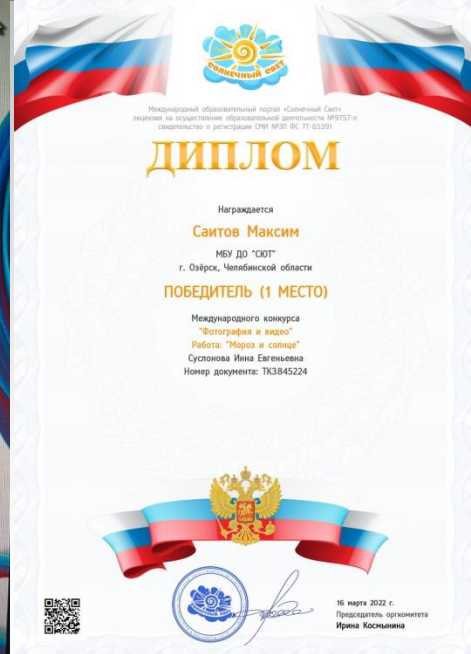 СОЛНЕЧНЫЙ СВЕТ
Международный образовательный портал «Солнечный Свет»
лицензия на осуществление образовательной деятельности №9757-л
свидетельство о регистрации СМИ №ЭЛ ФС 77-65391
ДИПЛОМ
Награждается
Саитов Максим
МБУ ДО "СЮТ"
г. Озёрск, Челябинской области
ПОБЕДИТЕЛЬ (1 МЕСТО)
Международного конкурса
"Фотография и видео"
Работа: "Мороз и солнце"
Суслонова Инна Евгеньевна
Номер документа: ТК3845224
16 марта 2022 г.
Председатель оргкомитета
Ирина Космынина